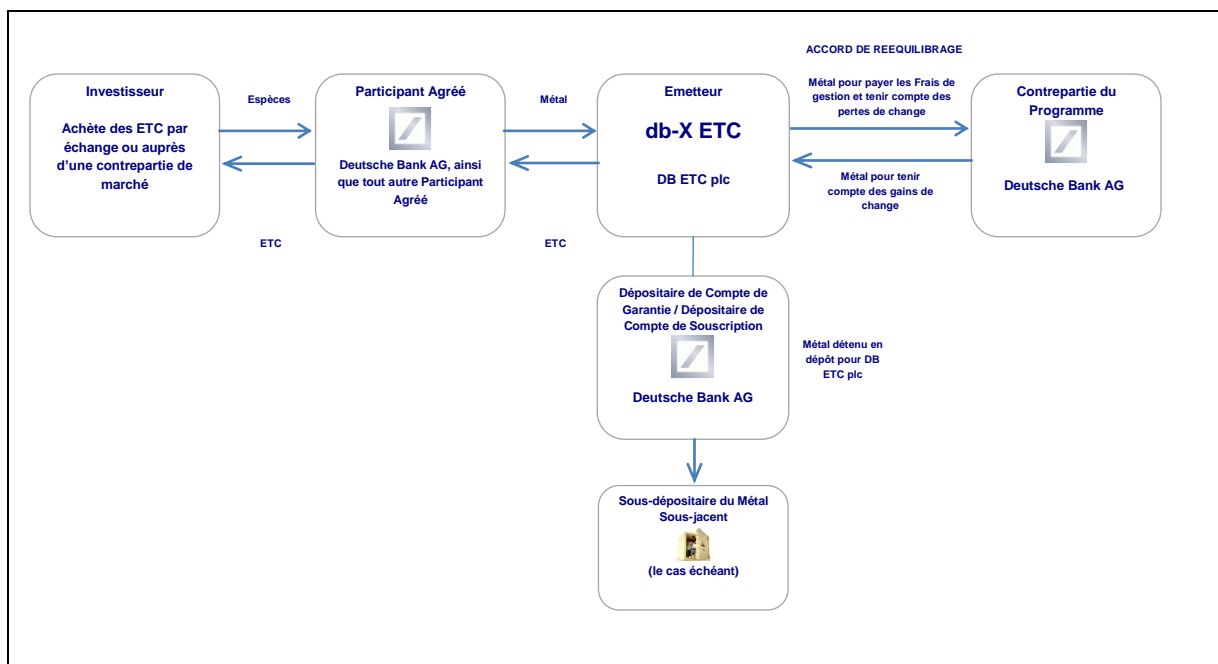 ACCORD DE REEQUILIBRAGE
Investisseur
Achète des ETC par
échange ou auprès
d'une contrepartie de
marché
Espèces
ETC
Participant Agréé
Deutsche Bank AG, ainsi
que tout autre Participant
Agréé
Métal
ETC
Emetteur
db-X ETC
DB ETC plc
Métal pour payer les Frais de
gestion et tenir compte des
pertes de change
Métal pour tenir
compte des gains de
change
Contrepartie du
Programme
Deutsche Bank AG
Dépositaire de Compte de
Garantie / Dépositaire de
Compte de Souscription
Deutsche Bank AG
Métal détenu en
dépôt pour DB
ETC plc
Sous-dépositaire du Métal
Sous-jacent
(le cas échéant)